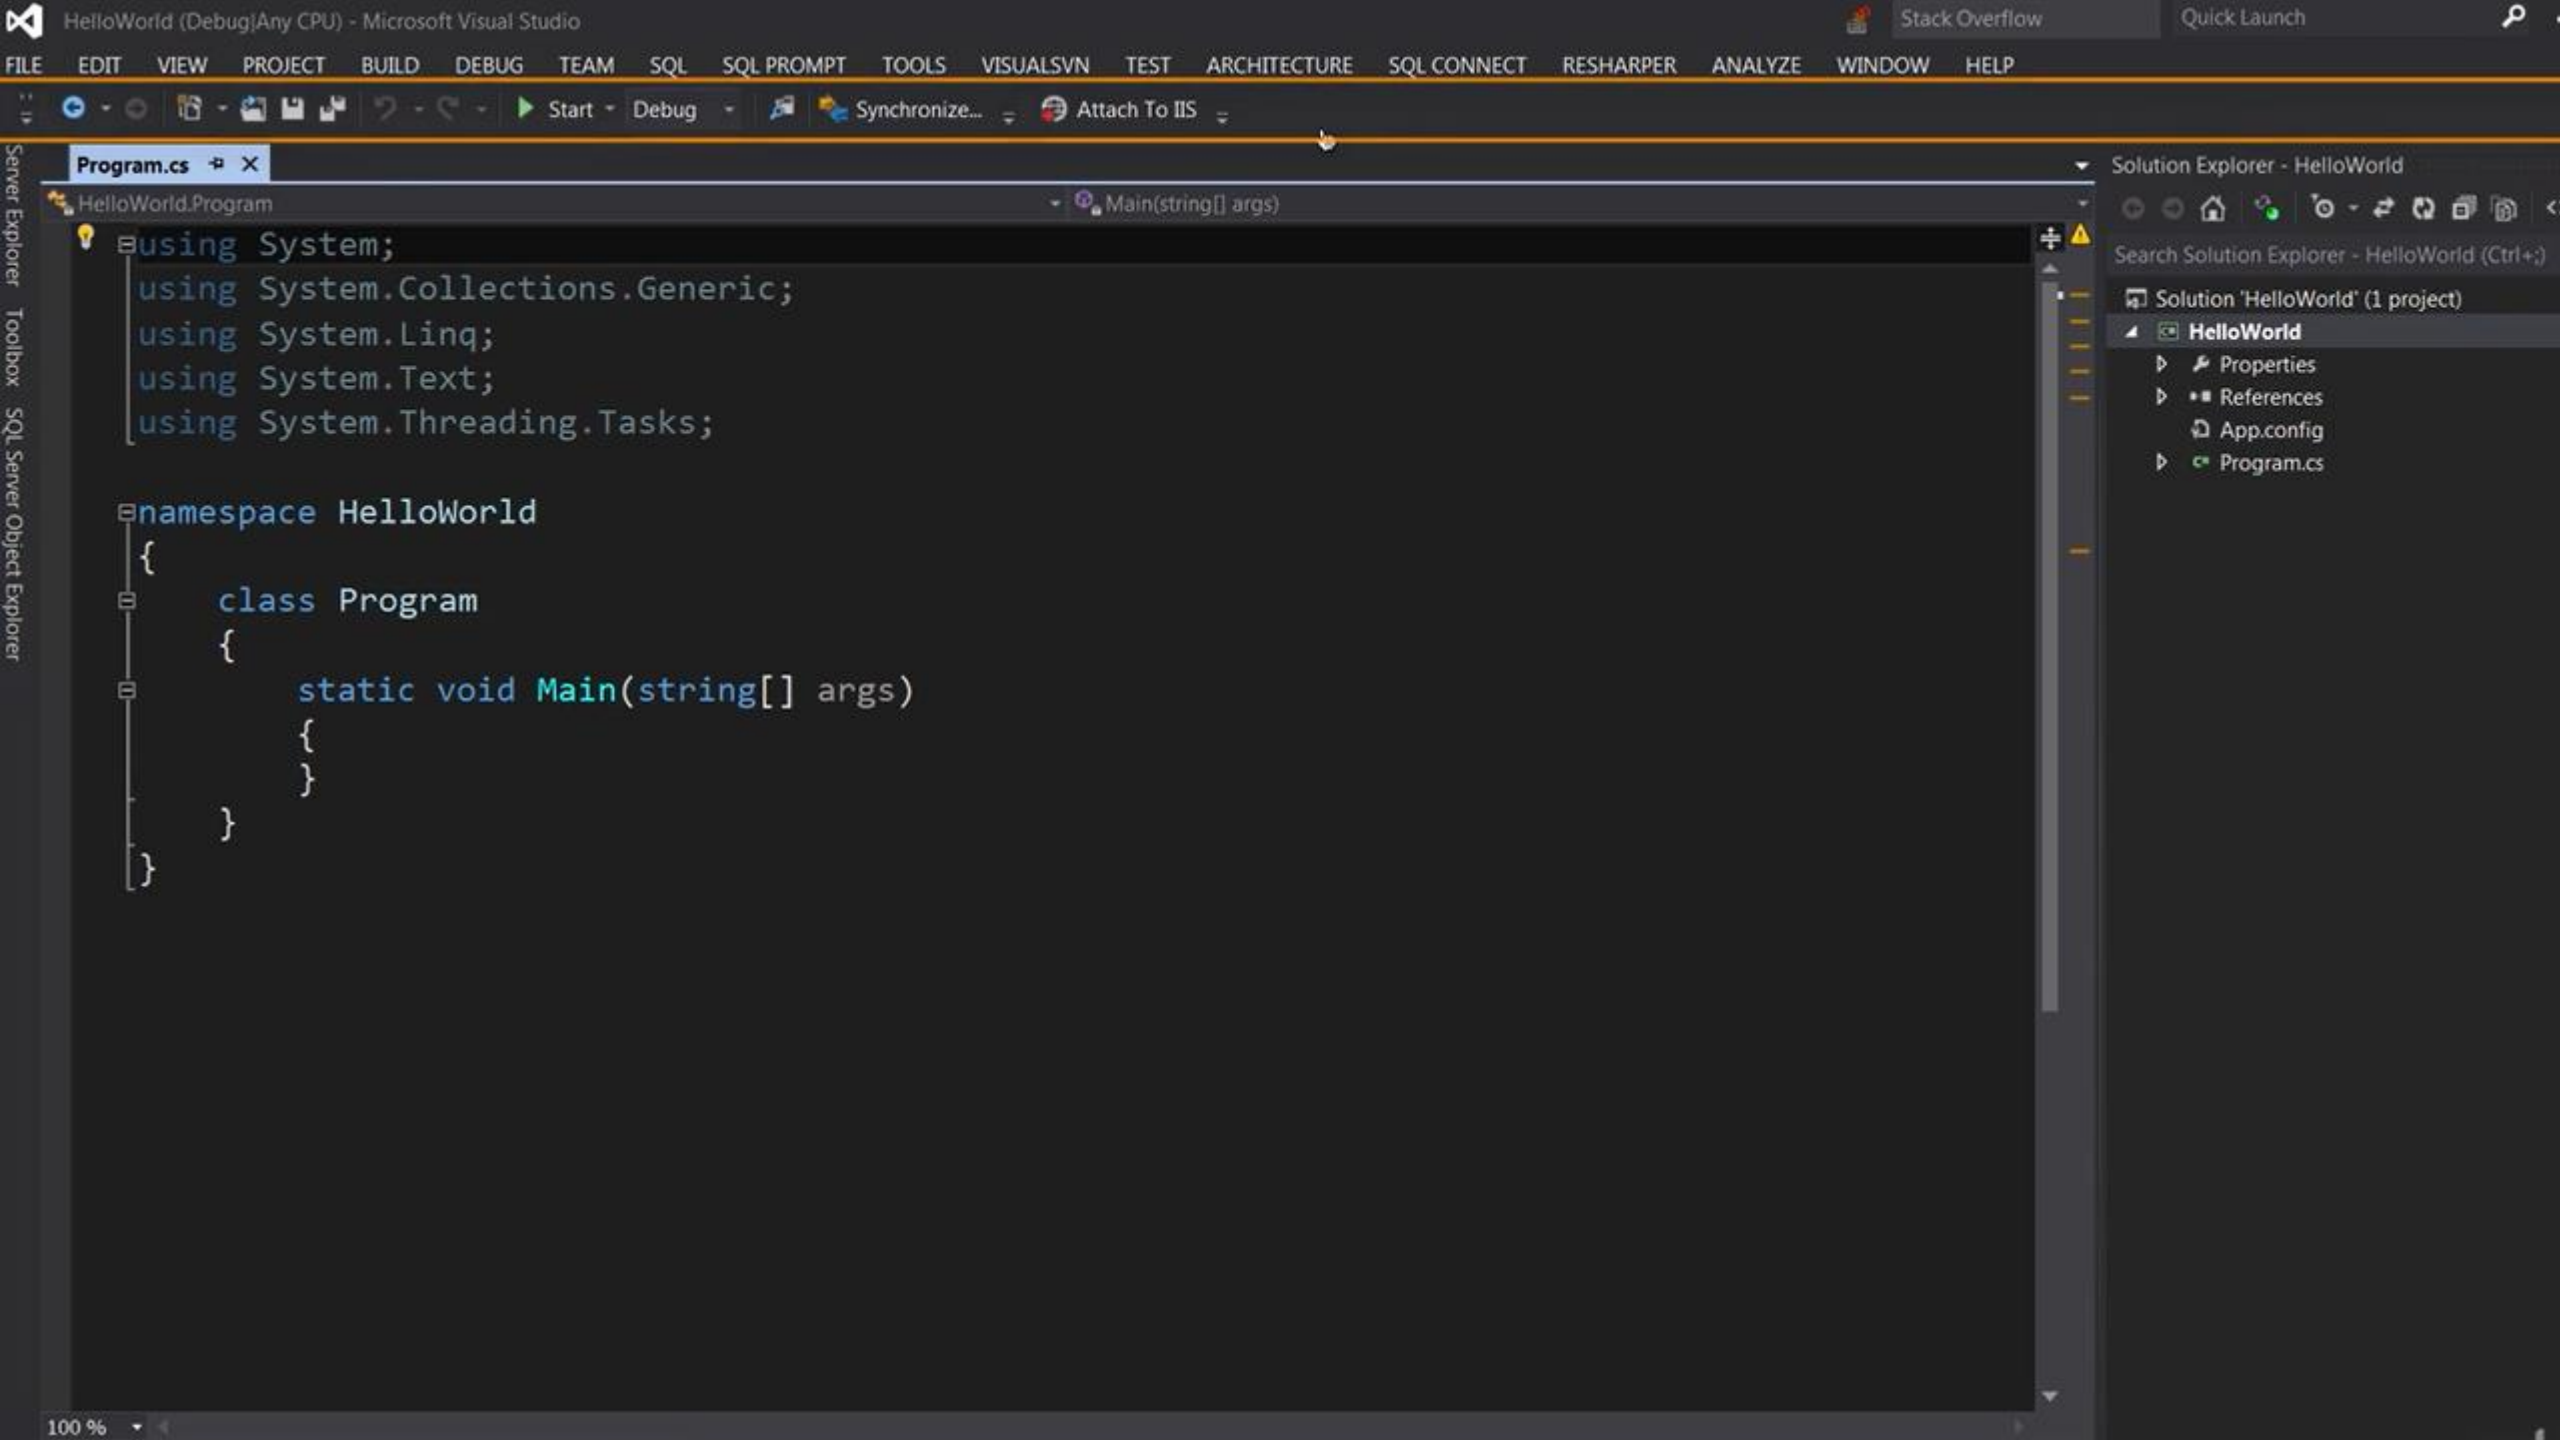 HelloWorld (Debug|Any CPU) - Microsoft Visual Studio
Stack Overflow
Quick Launch
FILE EDIT VIEW PROJECT BUILD DEBUG TEAM SQL SQL PROMPT TOOLS VISUALSVN TEST ARCHITECTURE SQL CONNECT RESHARPER ANALYZE WINDOW HELP
Start Debug Synchronize... Attach To IIS
Server Explorer
Toolbox
SQL Server Object Explorer
Program.cs
HelloWorld.Program
Main(string[] args)
using System;
using System.Collections.Generic;
using System.Linq;
using System.Text;
using System.Threading.Tasks;
namespace HelloWorld
{
class Program
{
static void Main(string[] args)
{
}
}
}
100 %
Solution Explorer - HelloWorld
Search Solution Explorer - HelloWorld (Ctrl+;)
Solution 'HelloWorld' (1 project)
HelloWorld
Properties
References
App.config
Program.cs